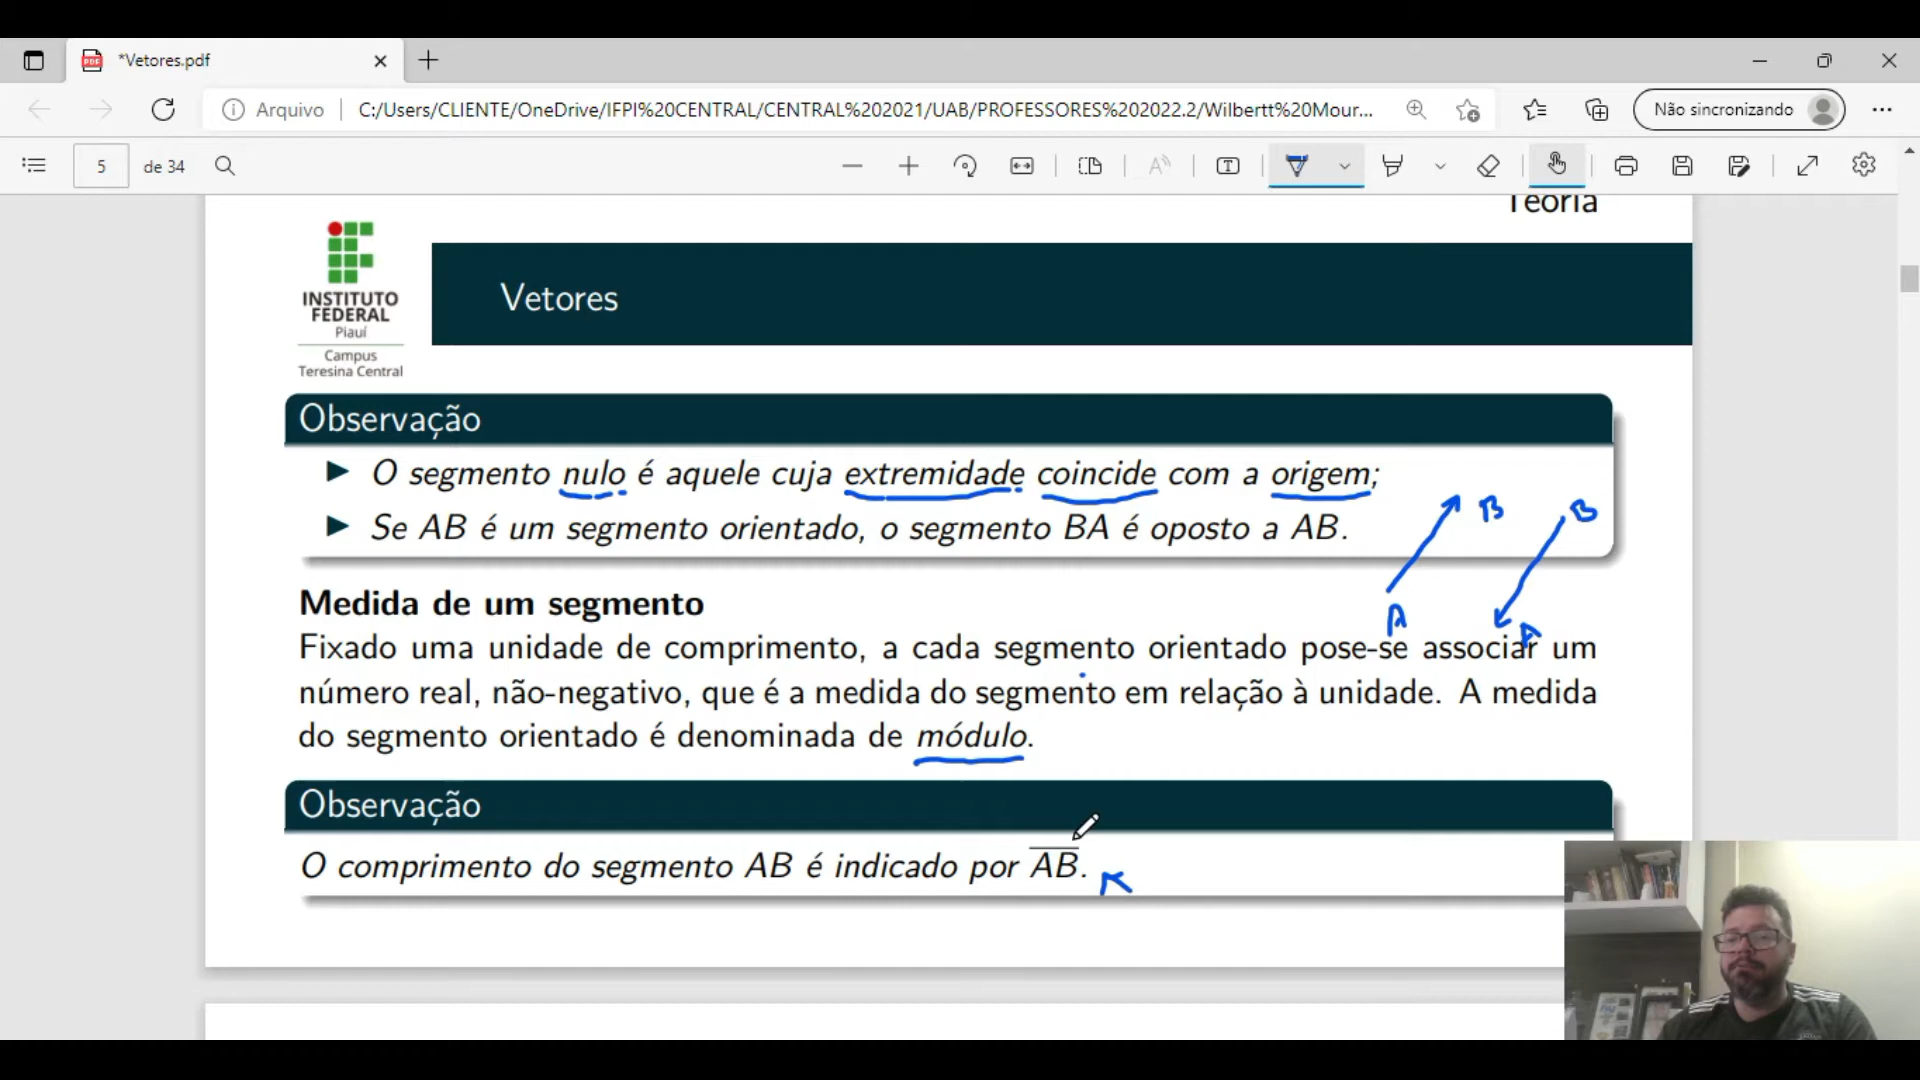 *Vetores.pdf
Arquivo
C:/Users/CLIENTE/OneDrive/IFPI%20CENTRAL/CENTRAL%202021/UAB/PROFESSORES%202022.2/Wilbertt%20Mour...
Não sincronizando
5 de 34
Teoria
INSTITUTO
FEDERAL
Piauí
Campus
Teresina Central
Vetores
Observação
▶ O segmento nulo é aquele cuja extremidade coincide com a origem;
▶ Se AB é um segmento orientado, o segmento BA é oposto a AB.
B
B
A
A
Medida de um segmento
Fixado uma unidade de comprimento, a cada segmento orientado pose-se associar um
número real, não-negativo, que é a medida do segmento em relação à unidade. A medida
do segmento orientado é denominada de módulo.
Observação
O comprimento do segmento AB é indicado por A̅B̅.